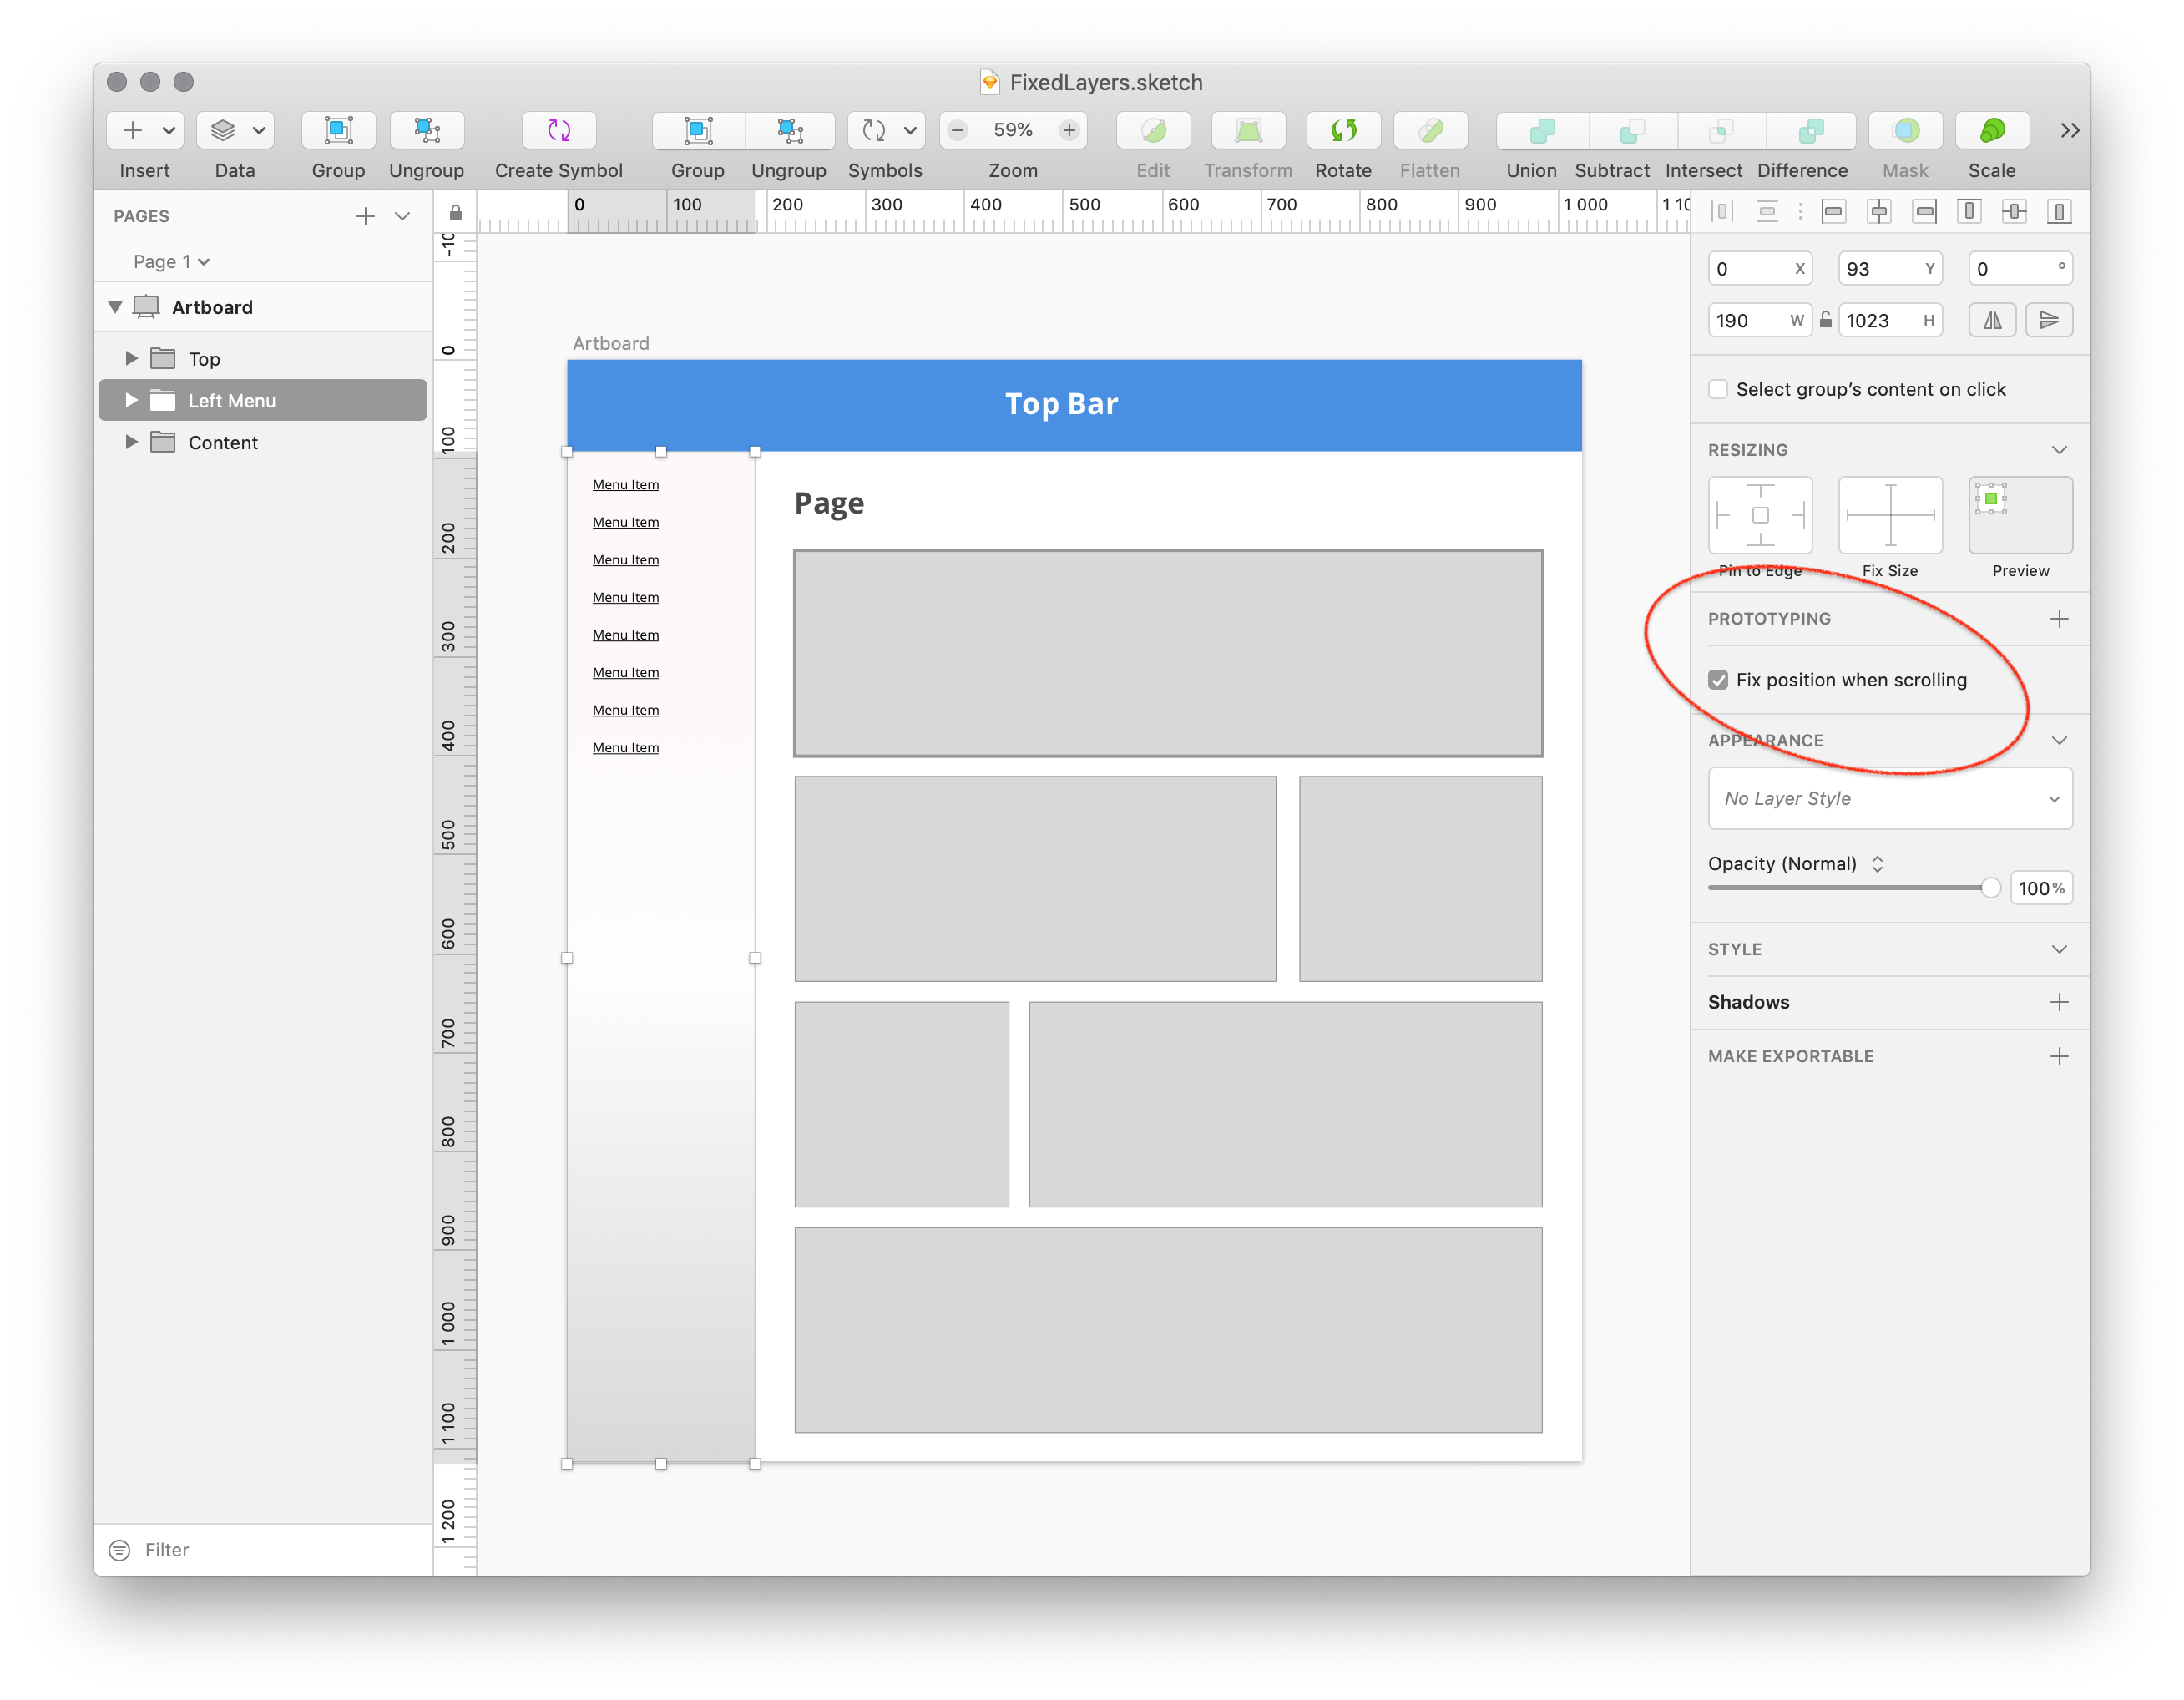 FixedLayers.sketch
59%
Insert Data Group Ungroup Create Symbol Group Ungroup Symbols Zoom Edit Transform Rotate Flatten Union Subtract Intersect Difference Mask Scale
PAGES
Page 1
Artboard
Top
Left Menu
Content
Filter
0 100 200 300 400 500 600 700 800 900 1 000 1 10
-10
0
100
200
300
400
500
600
700
800
900
1 000
1 100
1 200
Artboard
Top Bar
Menu Item
Menu Item
Menu Item
Menu Item
Menu Item
Menu Item
Menu Item
Menu Item
Page
0 X 93 Y 0 °
190 W 1023 H
Select group’s content on click
RESIZING
Pin to Edge Fix Size Preview
PROTOTYPING
Fix position when scrolling
APPEARANCE
No Layer Style
Opacity (Normal)
100%
STYLE
Shadows
MAKE EXPORTABLE